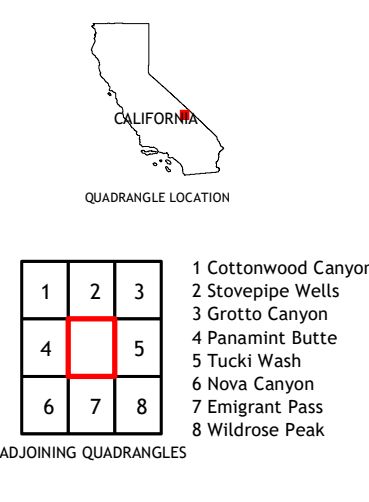 CALIFORNIA
QUADRANGLE LOCATION
1 2 3
4 5
6 7 8
ADJOINING QUADRANGLES
1 Cottonwood Canyon
2 Stovepipe Wells
3 Grotto Canyon
4 Panamint Butte
5 Tucki Wash
6 Nova Canyon
7 Emigrant Pass
8 Wildrose Peak